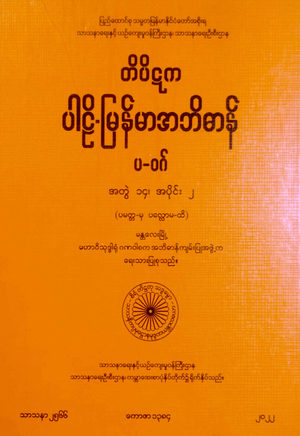 ပြည်ထောင်စု သမ္မတမြန်မာနိုင်ငံတော်အစိုးရ
သာသနာရေးနှင့် ယဉ်ကျေးမှုဝန်ကြီးဌာန၊ သာသနာရေးဦးစီးဌာန
တိပိဋက
ပါဠိ-မြန်မာအဘိဓာန်
ပ-ဝဂ်
အတွဲ ၁၄၊ အပိုင်း ၂
(ပမတ္တ-မှ ပလ္လောမ-ထိ)
မန္တလေးမြို့
မဟာဝိသုဒ္ဓါရုံ ဂဏဝါစက အဘိဓာန်ကျမ်းပြုအဖွဲ့က
ရေးသားပြုစုသည်။
သာသနာရေးနှင့်ယဉ်ကျေးမှုဝန်ကြီးဌာန
သာသနာရေးဦးစီးဌာန၊ ကမ္ဘာအေးစာပုံနှိပ်တိုက်၌ ရိုက်နှိပ်သည်။
သာသနာ ၂၅၆၆
ကောဇာ ၁၃၈၄
၂၀၂၂